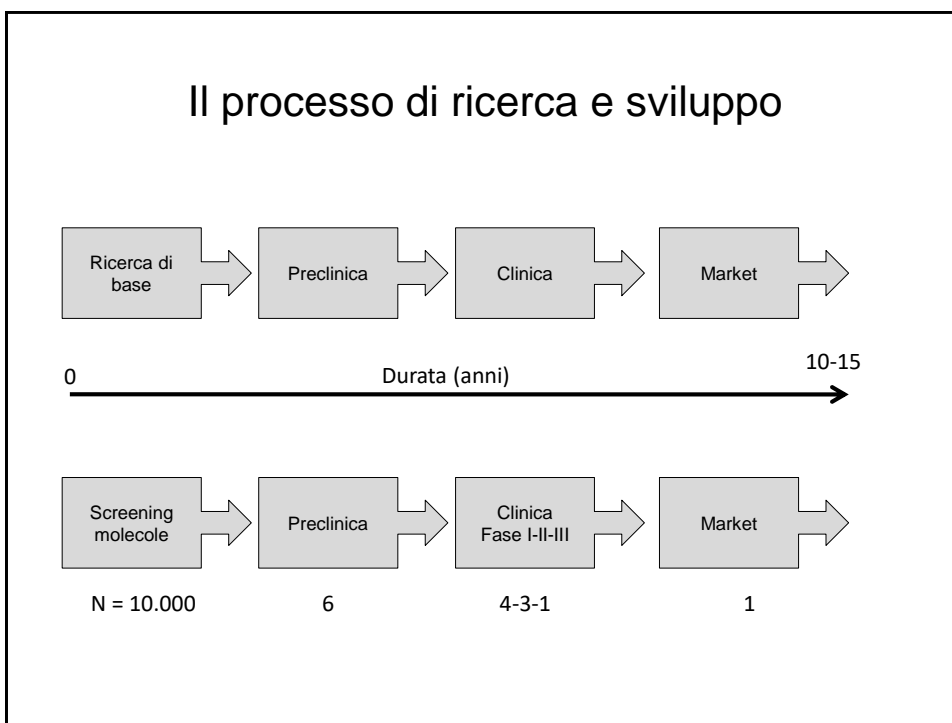 Il processo di ricerca e sviluppo
Ricerca di
base
Preclinica
Clinica
Market
0
Durata (anni)
10-15
Screening
molecole
Preclinica
Clinica
Fase I-II-III
Market
N = 10.000
6
4-3-1
1